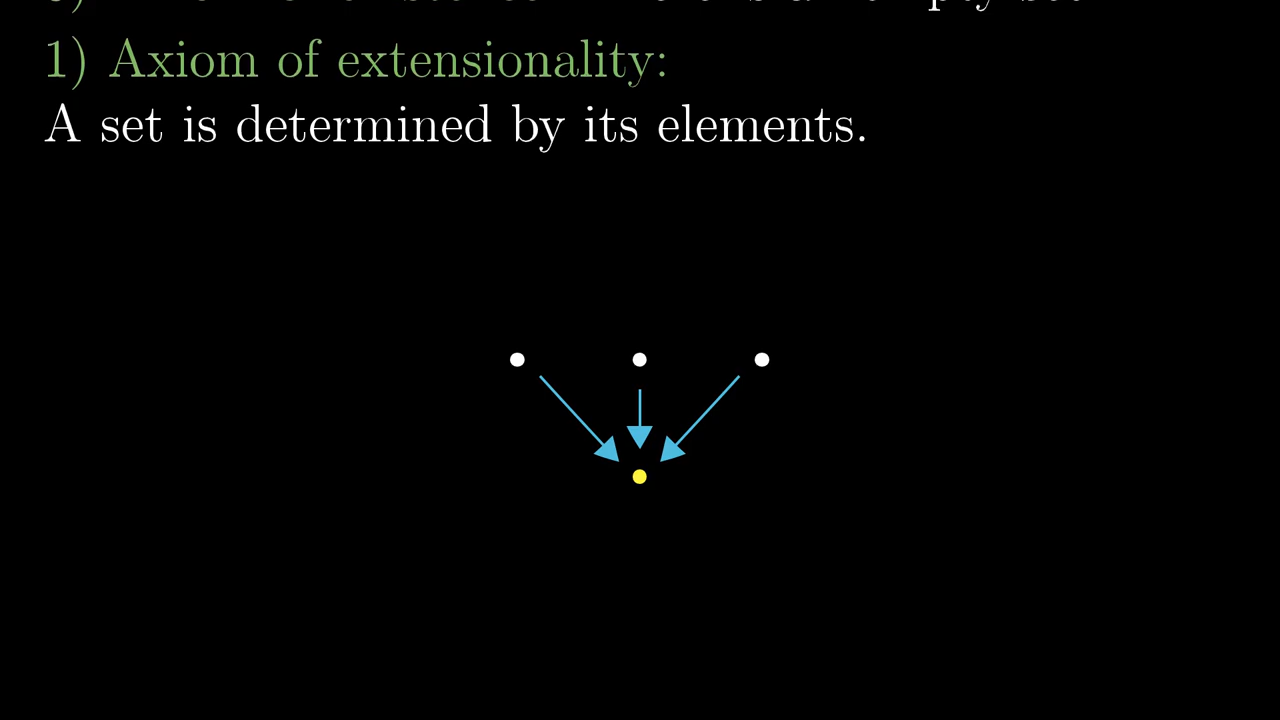 1) Axiom of extensionality:
A set is determined by its elements.